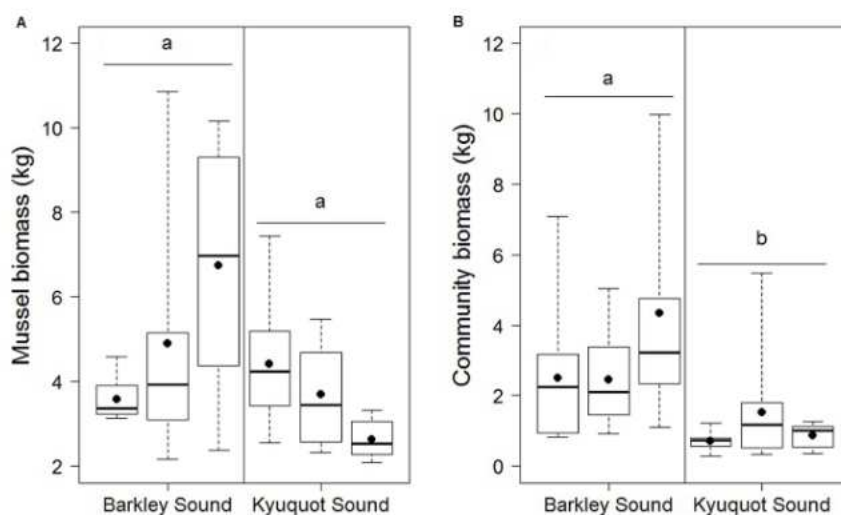 A
Mussel biomass (kg)
12
10
8
6
4
2
a
a
Barkley Sound Kyuquot Sound
B
Community biomass (kg)
12
10
8
6
4
2
0
a
b
Barkley Sound Kyuquot Sound